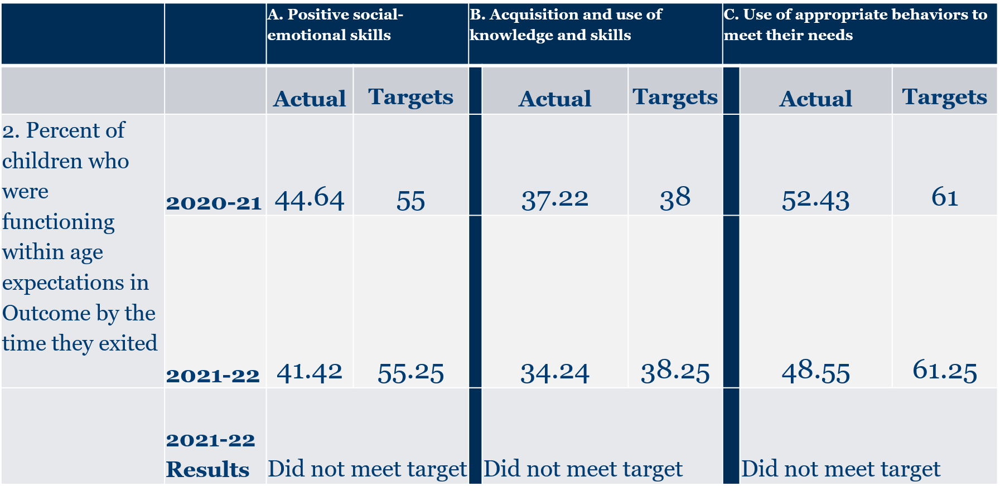 A. Positive social-
emotional skills
B. Acquisition and use of
knowledge and skills
C. Use of appropriate behaviors to
meet their needs
Actual
Targets
Actual
Targets
Actual
Targets
2. Percent of
children who
were
functioning
within age
expectations in
Outcome by the
time they exited
2020-21
44.64
55
37.22
38
52.43
61
2021-22
41.42
55.25
34.24
38.25
48.55
61.25
2021-22
Results
Did not meet target
Did not meet target
Did not meet target